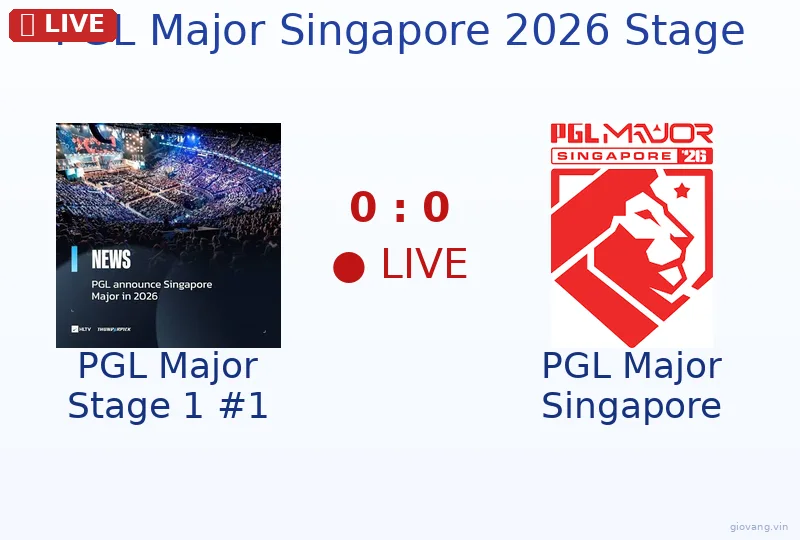 LIVE
PGL Major Singapore 2026 Stage
NEWS
PGL announce Singapore
Major in 2026
HLTV THUNDERPICK
PGL Major
Stage 1 #1
0 : 0
● LIVE
PGL MAJOR
SINGAPORE '26
PGL Major
Singapore
giovang.vin